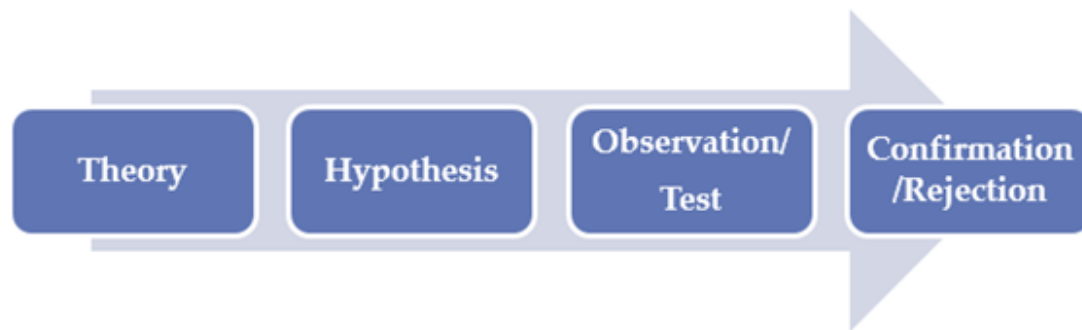 Theory
Hypothesis
Observation/
Test
Confirmation
/Rejection